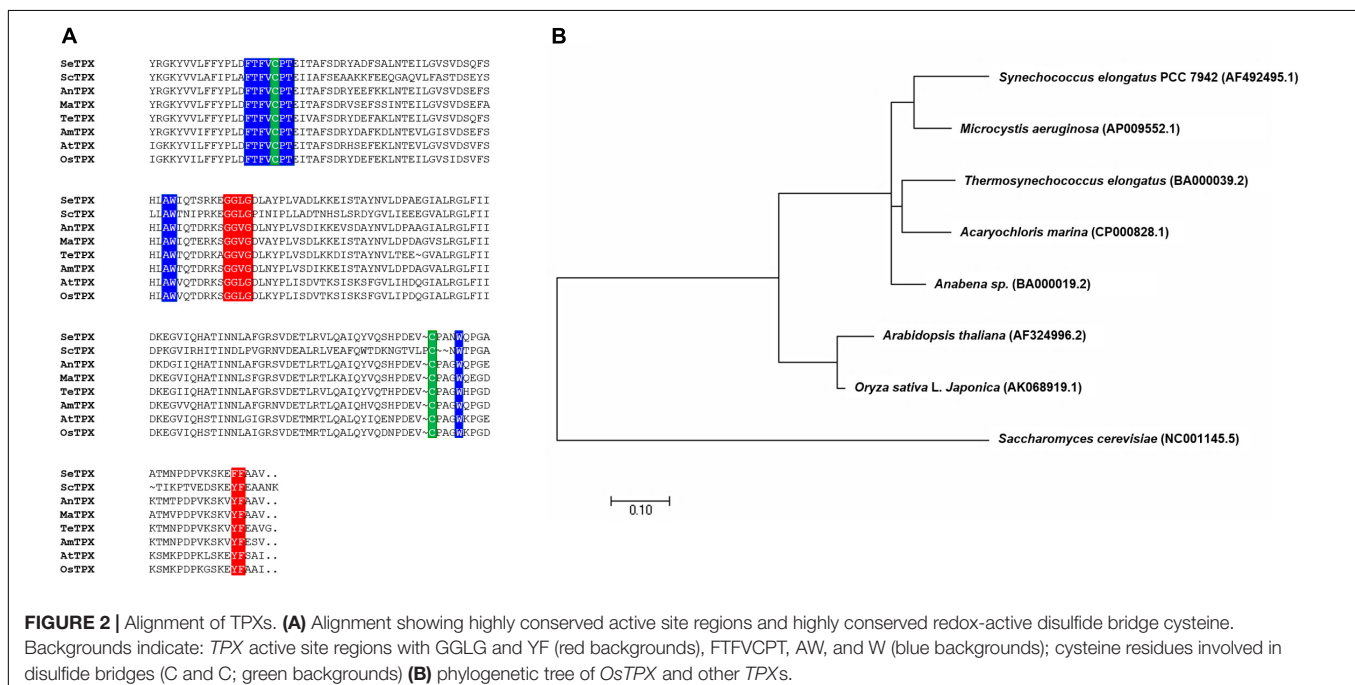 A
SeTPX YRGKYVVLFFYPLDFTFVCPTEITAFSDRYADFSALNTEILGVSVDSQFS
ScTPX YRGKYVVLAFIPLAFTFVCPTEIIAFSEAAKKFEEQGAQVLFASTDSEYS
AnTPX YRGKYVVLFFYPLDFTFVCPTEITAFSDRYEEFKKLNTEILGVSVDSEFS
MaTPX YRGKYVVLFFYPLDFTFVCPTEITAFSDRVSEFSSINTEILGVSVDSEFA
TeTPX YRGKYVVLFFYPLDFTFVCPTEITAFSDRYADFEALNTEILGVSVDSQFS
AmTPX YRGKYVVIFFYPLDFTFVCPTEITAFSDRYDAFKDLNTEVLGISVDSEFS
AtTPX IGKKYVILFFYPLDFTFVCPTEITAFSDRHSEFEKLNTEVLGVSVDSVFS
OsTPX IGKKYVVLFFYPLDFTFVCPTEITAFSDRYDEFEKLNTEILGVSIDSVFS
SeTPX HLAWIQTSRKEGGLGDLAYPLVADLKKEISTAYNVLDPAEGIALRGLFII
ScTPX LLAWTNIPRKEGGLGPINIPLLADTNHSLSRDYGVLIEEEGVALRGLFII
AnTPX HLAWIQTDRKSGGVGDLNYPLVSDIKKEVSDAYNVLDPAAGIALRGLFII
MaTPX HLAWIQTERKSGGVGDVAYPLVSDLKKEISTAYNVLDPDAGVSLRGLFII
TeTPX HLAWIQTDRKAGGVGDLNYPLVSDLKKEISTAYNVLTEE~GVALRGLFII
AmTPX HLAWTQTDRKSGGVGDLNYPLVSDIKKEISTAYNVLDPDAGVALRGLFII
AtTPX HLAWVQTDRKSGGLGDLNYPLISDVTKSISKSFGVLIHDQGIALRGLFII
OsTPX HLAWVQTDRKSGGLGDLKYPLISDVTKSISKSFGVLIPDQGIALRGLFII
SeTPX DKEGVIQHATINNLAFGRSVDETLRVLQAIQYVQSHPDEV~CPANWQPGA
ScTPX DPKGVIRHITINDLPVGRNVDEALRLVEAFQWTDKNGTVLPC~~NWTPGA
AnTPX DKDGIIQHATINNLAFGRSVDETLRTLQAIQYVQSHPDEV~CPAGWQPGE
MaTPX DKEGVIQHATINNLSFGRSVDETLRTLKAIQYVQSHPDEV~CPAGWQEGD
TeTPX DKEGIIQHATINNLSFGRSVDETLRTLQAIQYVQTHPDEV~CPAGWHPGD
AmTPX DKEGVVQHATINNLAFGRNVDETLRTLQAIQHVQSHPDEV~CPAGWQPGD
AtTPX DKEGVIQHSTINNLGIGRSVDETMRTLQALQYIQENPDEV~CPAGWKPGE
OsTPX DKEGVIQHSTINNLAIGRSVDETMRTLQALQYVQDNPDEV~CPAGWKPGD
SeTPX ATMNPDPVKSKEFFAAV..
ScTPX ~TIKPTVEDSKEYFEAANK
AnTPX KTMTPDPVKSKVYFAAV..
MaTPX ATMVPDPVKSKVYFAAV..
TeTPX KTMNPDPVKSKVYFEAVG.
AmTPX KTMNPDPVKSKVYFESV..
AtTPX KSMKPDPKLSKEYFSAI..
OsTPX KSMKPDPKGSKEYFAAI..
B
Synechococcus elongatus PCC 7942 (AF492495.1)
Microcystis aeruginosa (AP009552.1)
Thermosynechococcus elongatus (BA000039.2)
Acaryochloris marina (CP000828.1)
Anabena sp. (BA000019.2)
Arabidopsis thaliana (AF324996.2)
Oryza sativa L. Japonica (AK068919.1)
Saccharomyces cerevisiae (NC001145.5)
0.10
FIGURE 2 | Alignment of TPXs. (A) Alignment showing highly conserved active site regions and highly conserved redox-active disulfide bridge cysteine.
Backgrounds indicate: TPX active site regions with GGLG and YF (red backgrounds), FTFVCPT, AW, and W (blue backgrounds); cysteine residues involved in
disulfide bridges (C and C; green backgrounds) (B) phylogenetic tree of OsTPX and other TPXs.